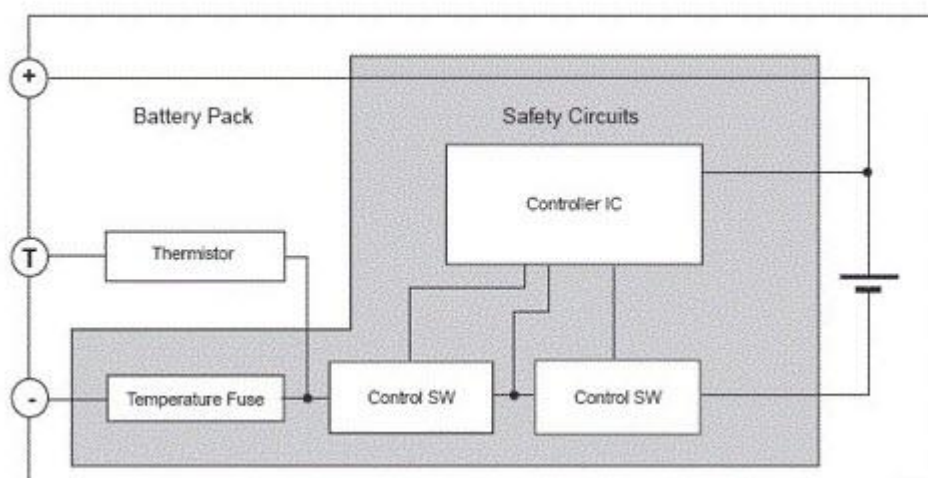 +
Battery Pack
Safety Circuits
Controller IC
T
Thermistor
-
Temperature Fuse
Control SW
Control SW